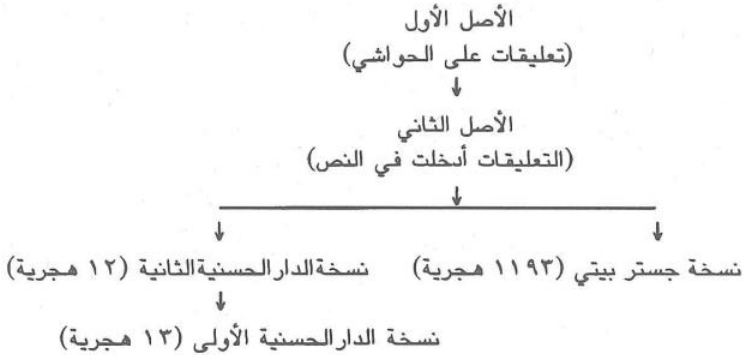 الأصل الأول
(تعليقات على الحواشي)
الأصل الثاني
(التعليقات أدخلت في النص)
نسخة جستر بيتي (١١٩٣ هجرية)
نسخة الدار الحسنية الثانية (١٢ هجرية)
نسخة الدار الحسنية الأولى (١٣ هجرية)